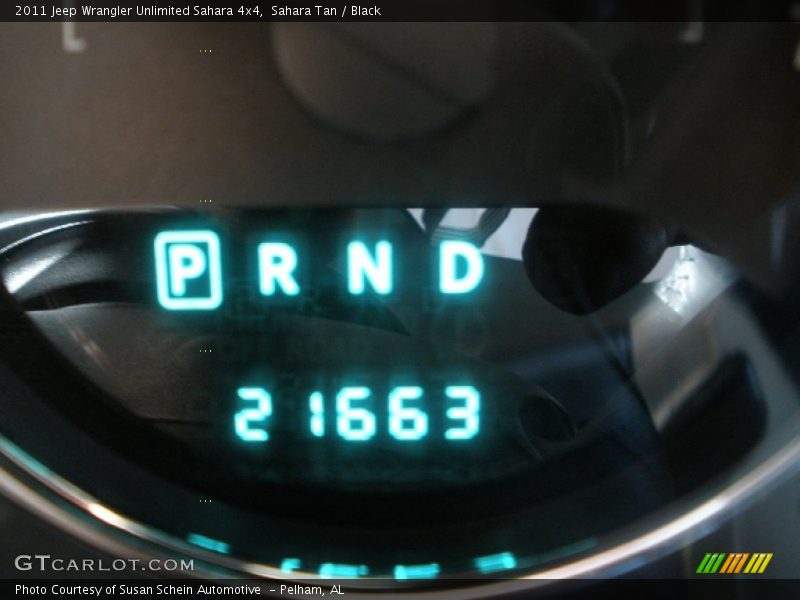 2011 Jeep Wrangler Unlimited Sahara 4x4, Sahara Tan / Black
P R N D
21663
GTCARLOT.COM
Photo Courtesy of Susan Schein Automotive - Pelham, AL